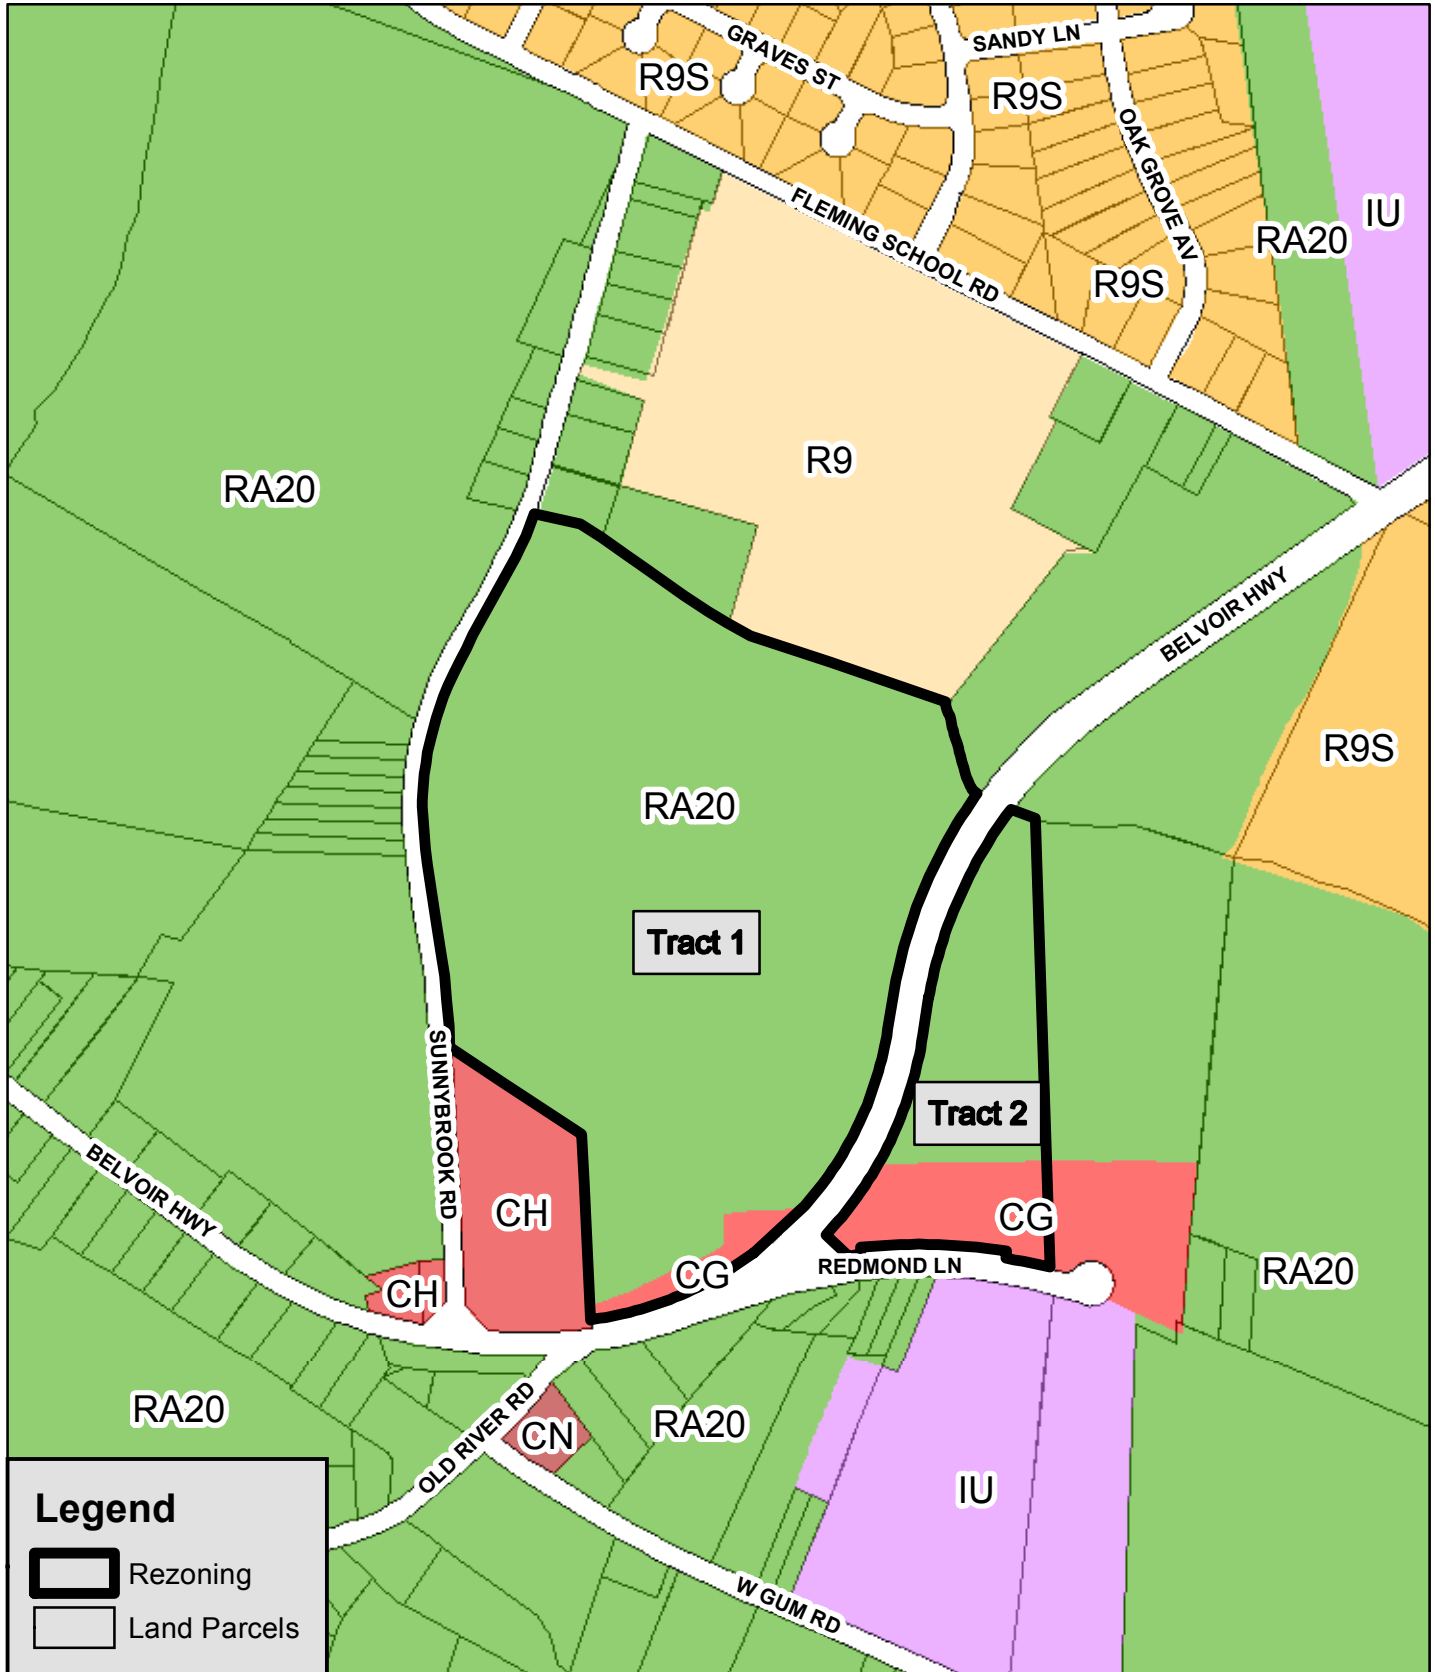 GRAVES ST
SANDY LN
R9S
R9S
OAK GROVE AV
FLEMING SCHOOL RD
IU
RA20
R9S
R9
RA20
BELVOIR HWY
R9S
RA20
Tract 1
SUNNYBROOK RD
Tract 2
BELVOIR HWY
CH
CG
REDMOND LN
RA20
CG
CH
RA20
OLD RIVER RD
CN
RA20
IU
W GUM RD
Legend
Rezoning
Land Parcels